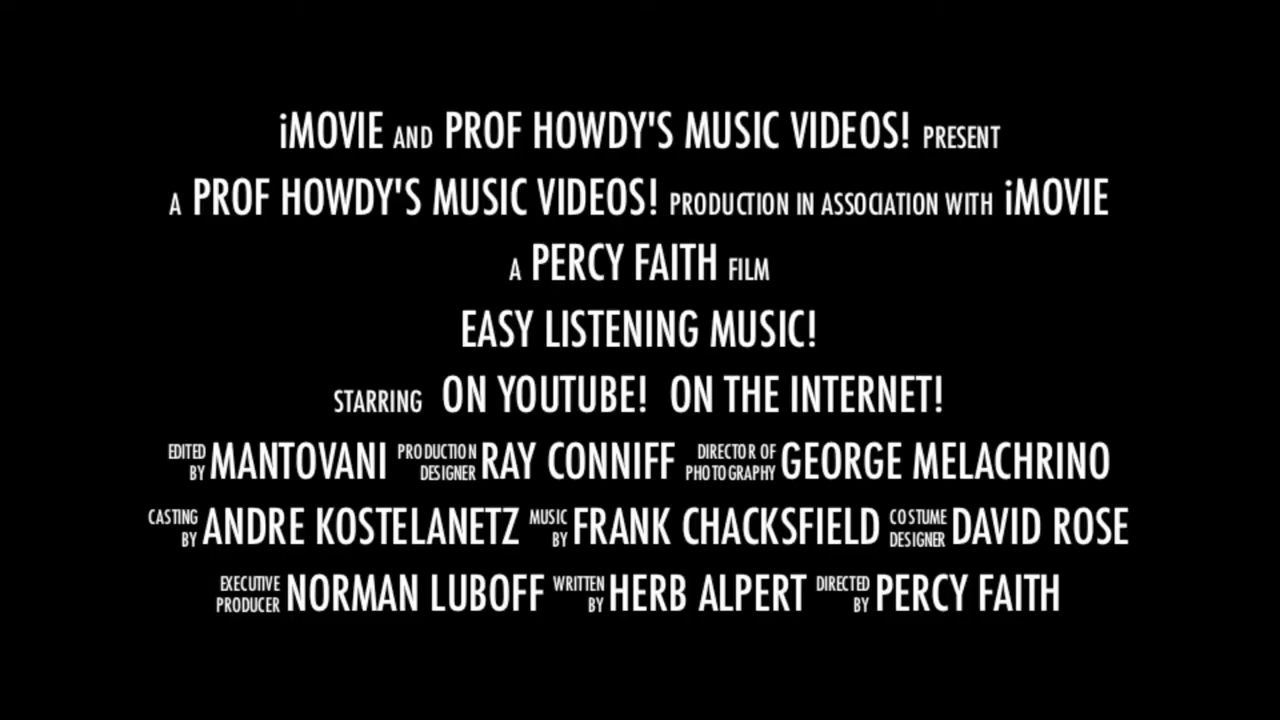 iMOVIE AND PROF HOWDY'S MUSIC VIDEOS! PRESENT
A PROF HOWDY'S MUSIC VIDEOS! PRODUCTION IN ASSOCIATION WITH iMOVIE
A PERCY FAITH FILM
EASY LISTENING MUSIC!
STARRING ON YOUTUBE! ON THE INTERNET!
EDITED BY MANTOVANI PRODUCTION DESIGNER RAY CONNIFF DIRECTOR OF PHOTOGRAPHY GEORGE MELACHRINO
CASTING BY ANDRE KOSTELANETZ MUSIC BY FRANK CHACKSFIELD COSTUME DESIGNER DAVID ROSE
EXECUTIVE PRODUCER NORMAN LUBOFF WRITTEN BY HERB ALPERT DIRECTED BY PERCY FAITH